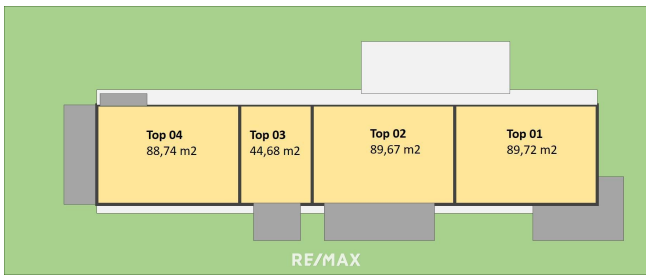 Top 04
88,74 m2
Top 03
44,68 m2
Top 02
89,67 m2
Top 01
89,72 m2
RE/MAX